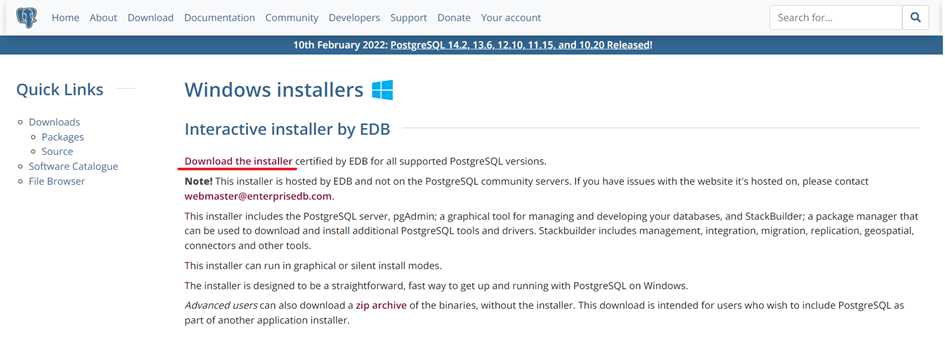 Home About Download Documentation Community Developers Support Donate Your account Search for...
10th February 2022: PostgreSQL 14.2, 13.6, 12.10, 11.15, and 10.20 Released!
Quick Links
Downloads
Packages
Source
Software Catalogue
File Browser
Windows installers
Interactive installer by EDB
Download the installer certified by EDB for all supported PostgreSQL versions.
Note! This installer is hosted by EDB and not on the PostgreSQL community servers. If you have issues with the website it's hosted on, please contact
webmaster@enterprisedb.com.
This installer includes the PostgreSQL server, pgAdmin; a graphical tool for managing and developing your databases, and StackBuilder; a package manager that
can be used to download and install additional PostgreSQL tools and drivers. Stackbuilder includes management, integration, migration, replication, geospatial,
connectors and other tools.
This installer can run in graphical or silent install modes.
The installer is designed to be a straightforward, fast way to get up and running with PostgreSQL on Windows.
Advanced users can also download a zip archive of the binaries, without the installer. This download is intended for users who wish to include PostgreSQL as
part of another application installer.